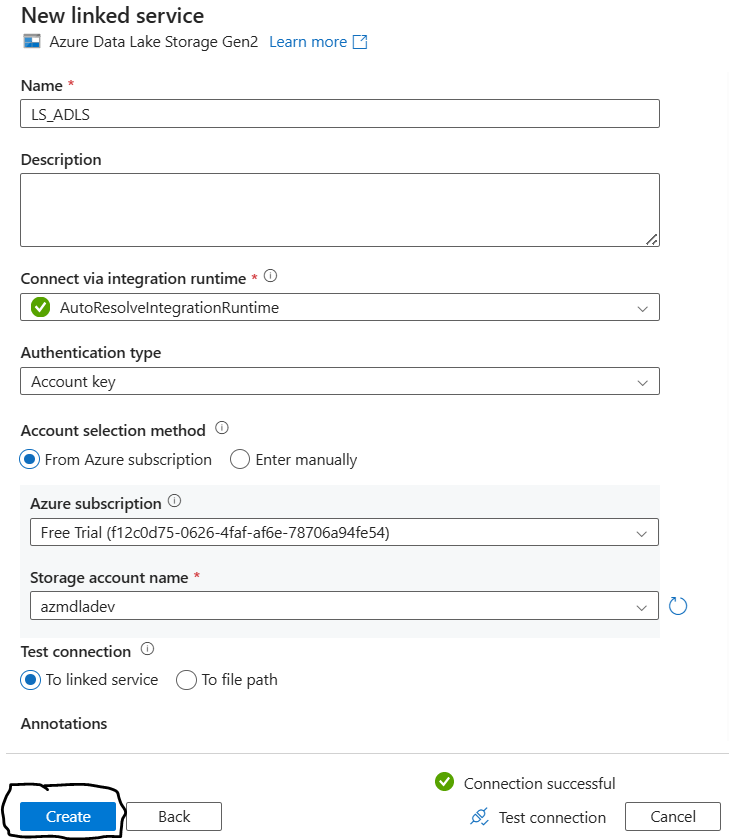 New linked service
Azure Data Lake Storage Gen2 Learn more
Name *
LS_ADLS
Description
Connect via integration runtime *
AutoResolveIntegrationRuntime
Authentication type
Account key
Account selection method
From Azure subscription Enter manually
Azure subscription
Free Trial (f12c0d75-0626-4faf-af6e-78706a94fe54)
Storage account name *
azmdladev
Test connection
To linked service To file path
Annotations
Connection successful
Create Back Test connection Cancel